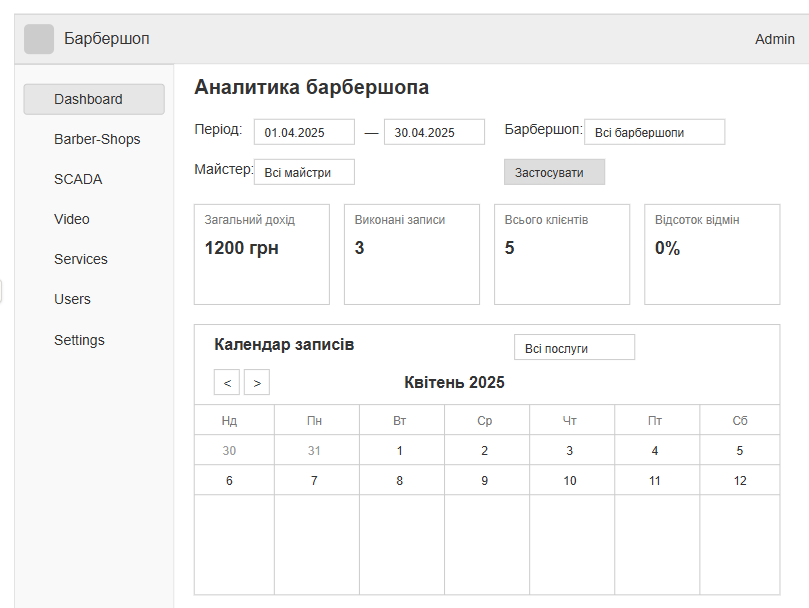 Барбершоп
Admin
Dashboard
Barber-Shops
SCADA
Video
Services
Users
Settings
Аналитика барбершопа
Період: 01.04.2025 — 30.04.2025 Барбершоп: Всі барбершопи
Майстер: Всі майстри Застосувати
Загальний дохід Виконані записи Всього клієнтів Відсоток відмін
1200 грн 3 5 0%
Календар записів Всі послуги
< > Квітень 2025
Нд Пн Вт Ср Чт Пт Сб
30 31 1 2 3 4 5
6 7 8 9 10 11 12